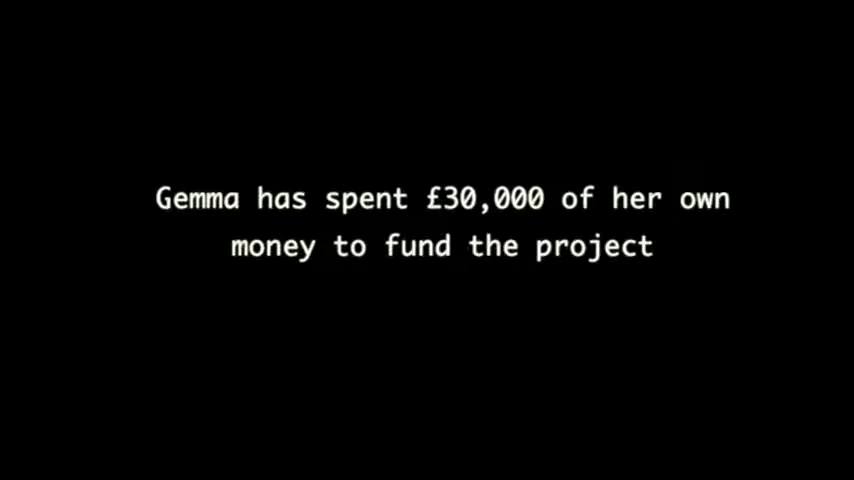 Gemma has spent £30,000 of her own
money to fund the project